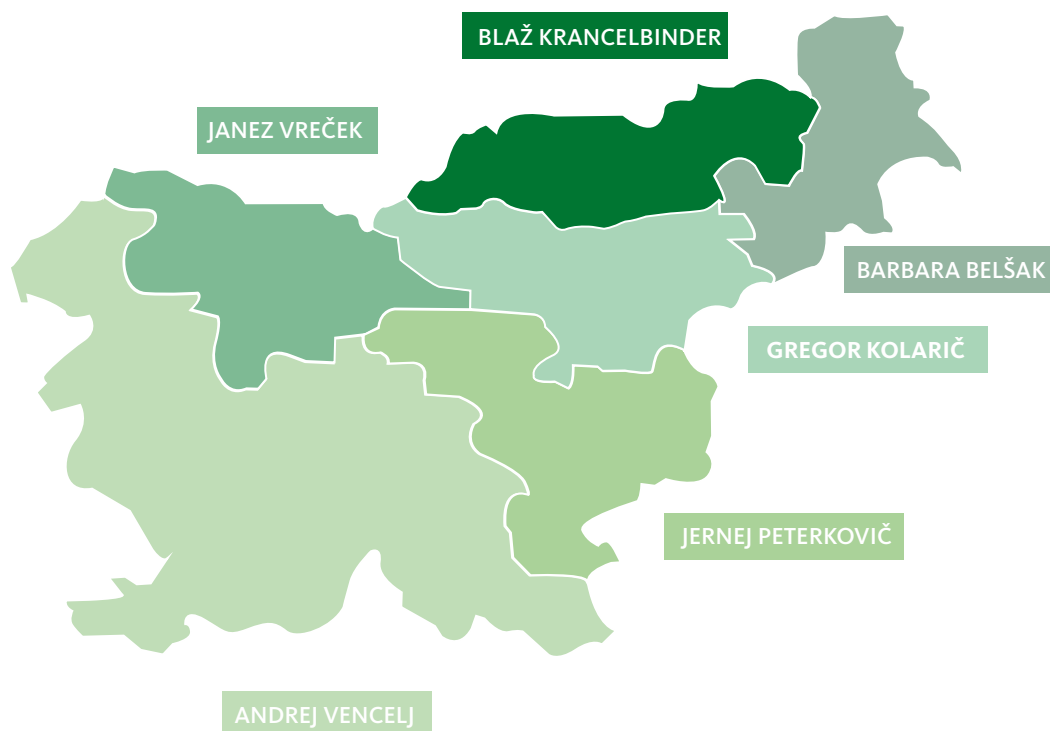 BLAŽ KRANCELBINDER
JANEZ VREČEK
BARBARA BELŠAK
GREGOR KOLARIČ
JERNEJ PETERKOVIČ
ANDREJ VENCELJ